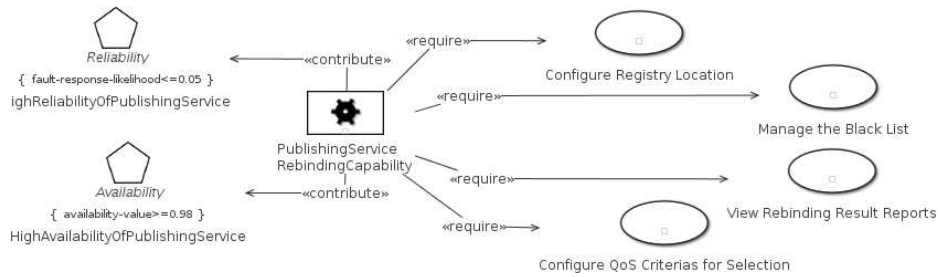 Reliability
{ fault-response-likelihood<=0.05 }
ighReliabilityOfPublishingService
«contribute»
«require»
Configure Registry Location
«require»
Manage the Black List
PublishingService
RebindingCapability
Availability
{ availability-value>=0.98 }
HighAvailabilityOfPublishingService
«contribute»
«require»
View Rebinding Result Reports
«require»
Configure QoS Criterias for Selection